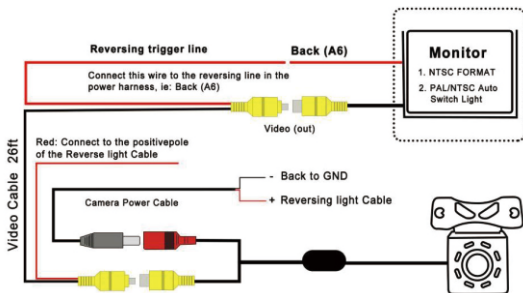 Reversing trigger line
Back (A6)
Monitor
1. NTSC FORMAT
2. PAL/NTSC Auto
Switch Light
Connect this wire to the reversing line in the
power harness, ie: Back (A6)
Video (out)
Video Cable 26ft
Red: Connect to the positivepole
of the Reverse light Cable
- Back to GND
+ Reversing light Cable
Camera Power Cable